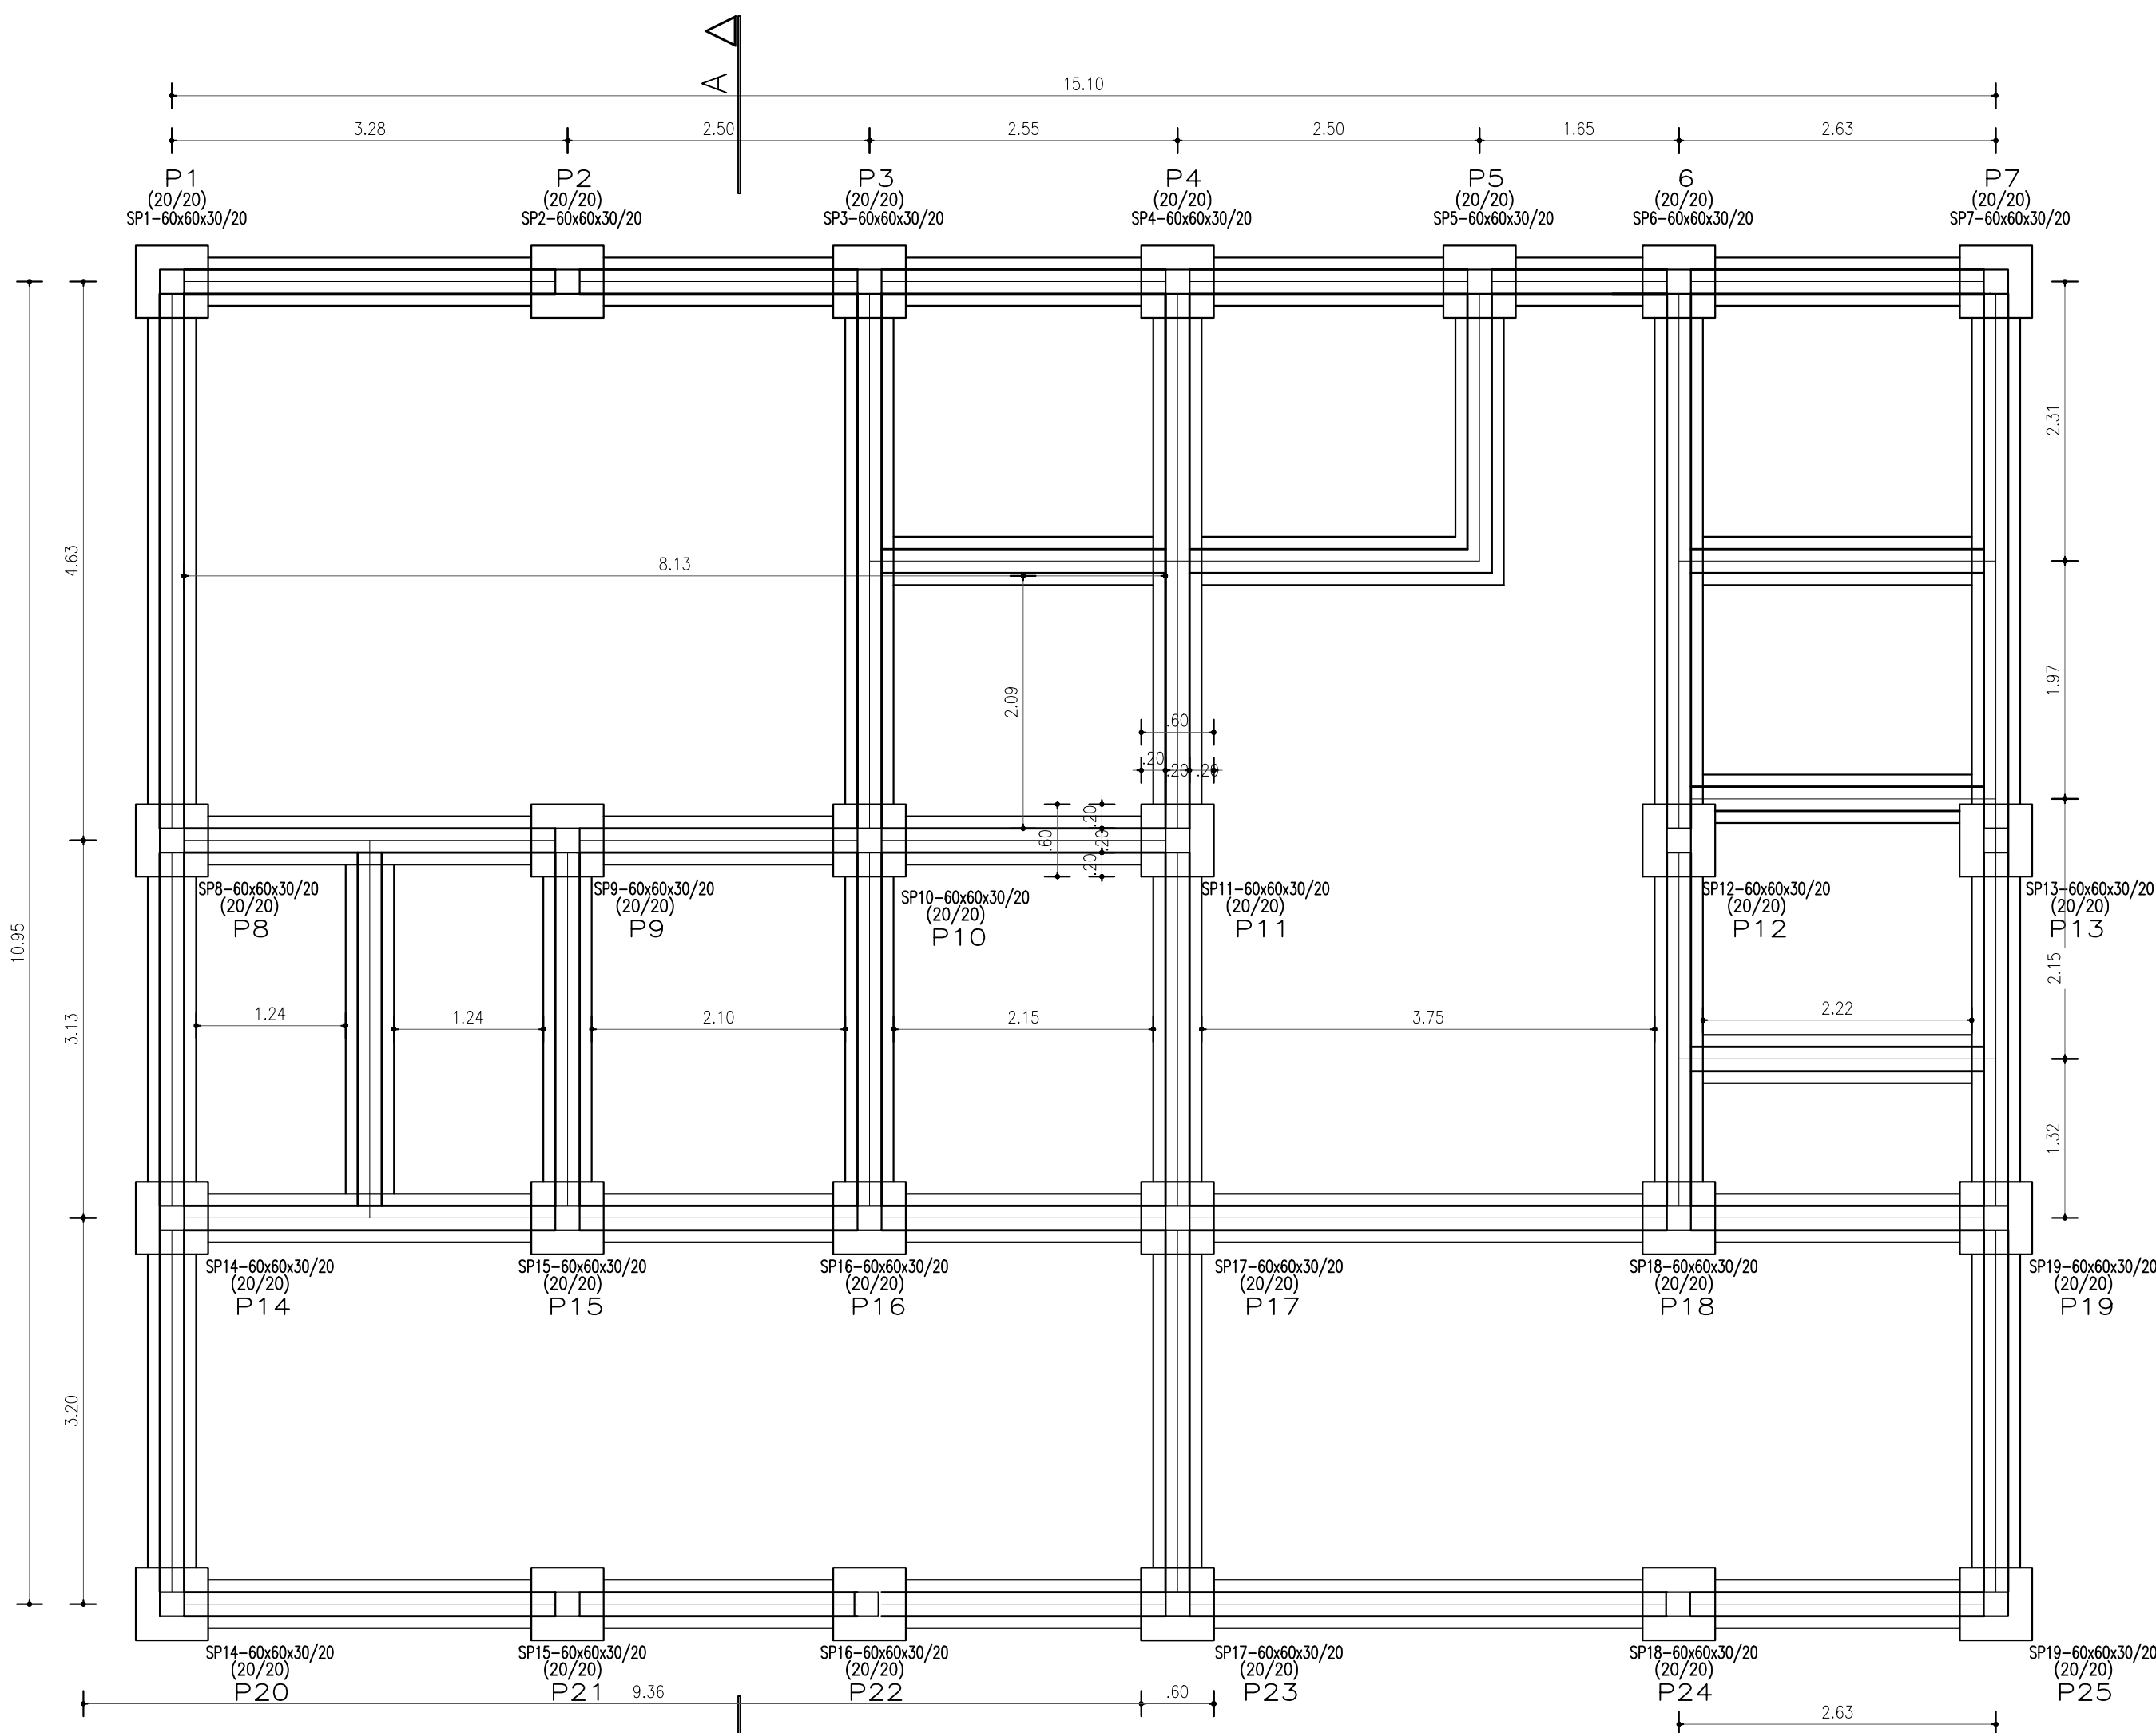 A
15.10
3.28
2.50
2.55
2.50
1.65
2.63
P1
(20/20)
SP1-60x60x30/20
P2
(20/20)
SP2-60x60x30/20
P3
(20/20)
SP3-60x60x30/20
P4
(20/20)
SP4-60x60x30/20
P5
(20/20)
SP5-60x60x30/20
6
(20/20)
SP6-60x60x30/20
P7
(20/20)
SP7-60x60x30/20
4.63
8.13
2.31
1.97
2.09
.60
.20
.20
.20
.60
.20
.20
.20
SP8-60x60x30/20
(20/20)
P8
SP9-60x60x30/20
(20/20)
P9
SP10-60x60x30/20
(20/20)
P10
SP11-60x60x30/20
(20/20)
P11
SP12-60x60x30/20
(20/20)
P12
SP13-60x60x30/20
(20/20)
P13
10.95
3.13
1.24
1.24
2.10
2.15
3.75
2.22
2.15
1.32
SP14-60x60x30/20
(20/20)
P14
SP15-60x60x30/20
(20/20)
P15
SP16-60x60x30/20
(20/20)
P16
SP17-60x60x30/20
(20/20)
P17
SP18-60x60x30/20
(20/20)
P18
SP19-60x60x30/20
(20/20)
P19
3.20
SP14-60x60x30/20
(20/20)
P20
SP15-60x60x30/20
(20/20)
P21
SP16-60x60x30/20
(20/20)
P22
SP17-60x60x30/20
(20/20)
P23
SP18-60x60x30/20
(20/20)
P24
SP19-60x60x30/20
(20/20)
P25
9.36
.60
2.63